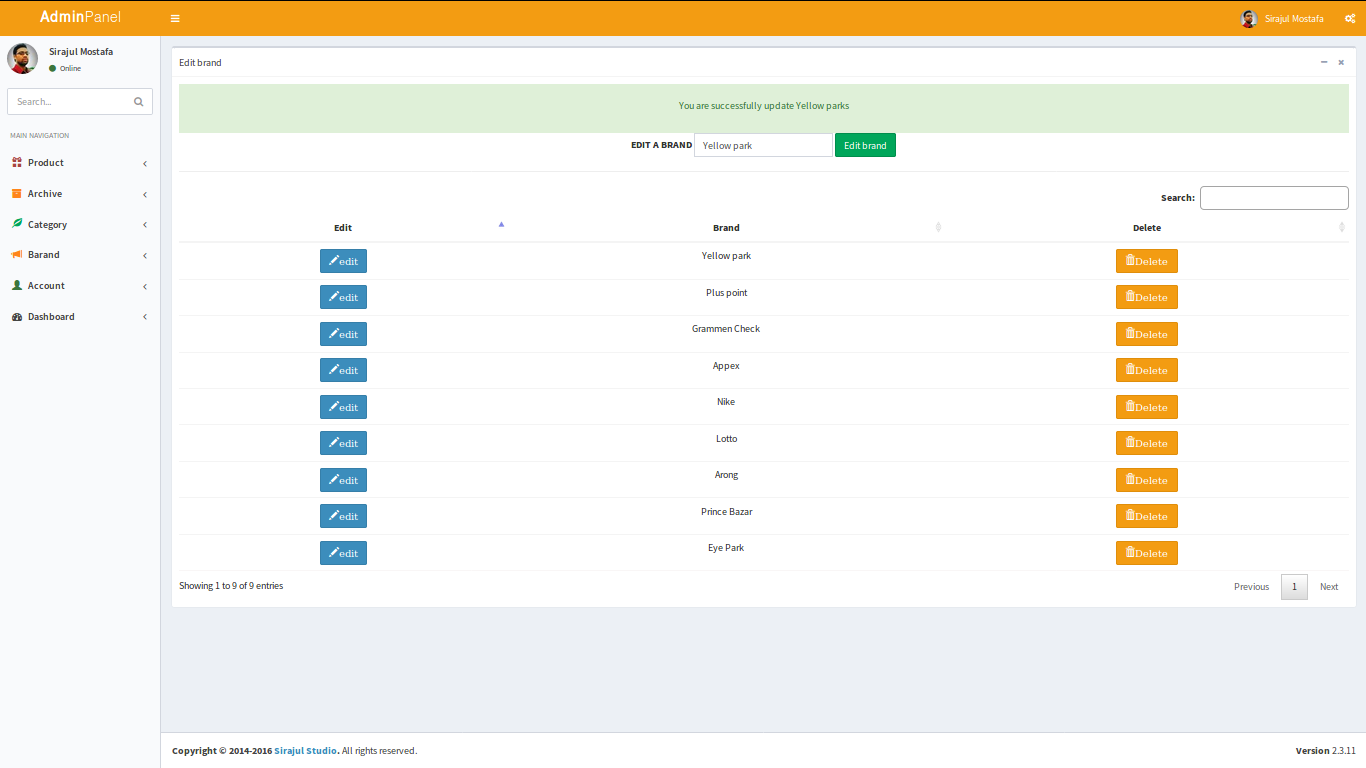 AdminPanel
Sirajul Mostafa
Sirajul Mostafa
Online
Search...
MAIN NAVIGATION
Product
Archive
Category
Barand
Account
Dashboard
Edit brand
You are successfully update Yellow parks
EDIT A BRAND Yellow park Edit brand
Search:
Edit Brand Delete
edit Yellow park Delete
edit Plus point Delete
edit Grammen Check Delete
edit Appex Delete
edit Nike Delete
edit Lotto Delete
edit Arong Delete
edit Prince Bazar Delete
edit Eye Park Delete
Showing 1 to 9 of 9 entries Previous 1 Next
Copyright © 2014-2016 Sirajul Studio. All rights reserved. Version 2.3.11